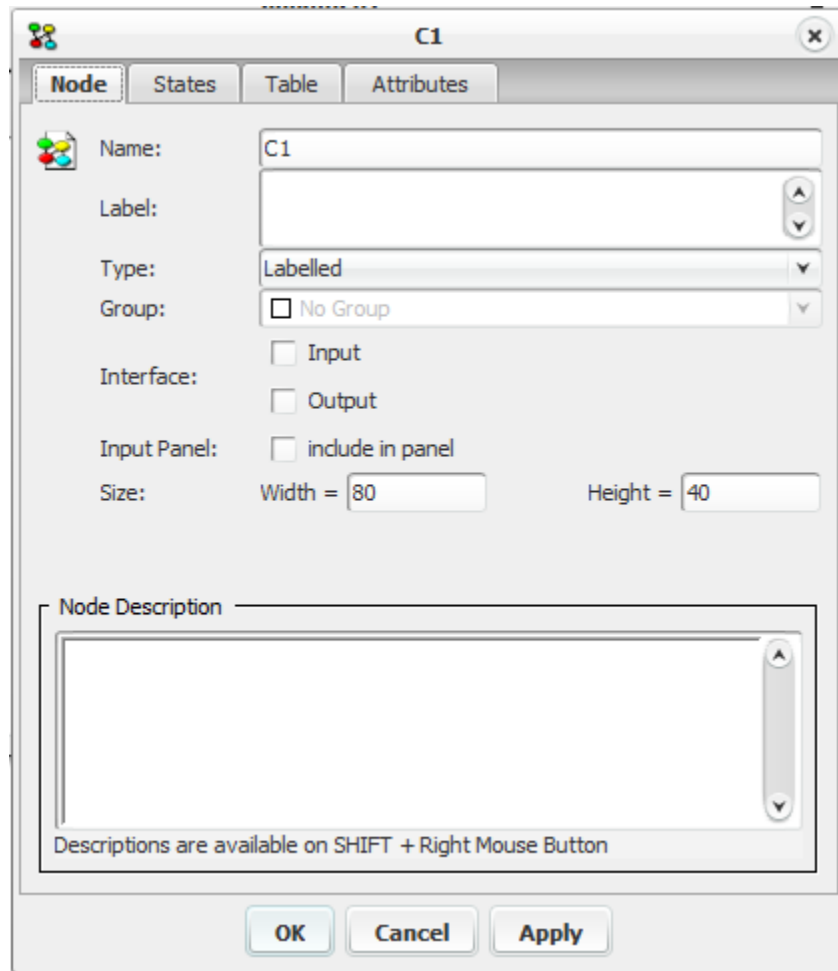 C1
Node States Table Attributes
Name: C1
Label:
Type: Labelled
Group: No Group
Interface: Input
Output
Input Panel: include in panel
Size: Width = 80 Height = 40
Node Description
Descriptions are available on SHIFT + Right Mouse Button
OK Cancel Apply